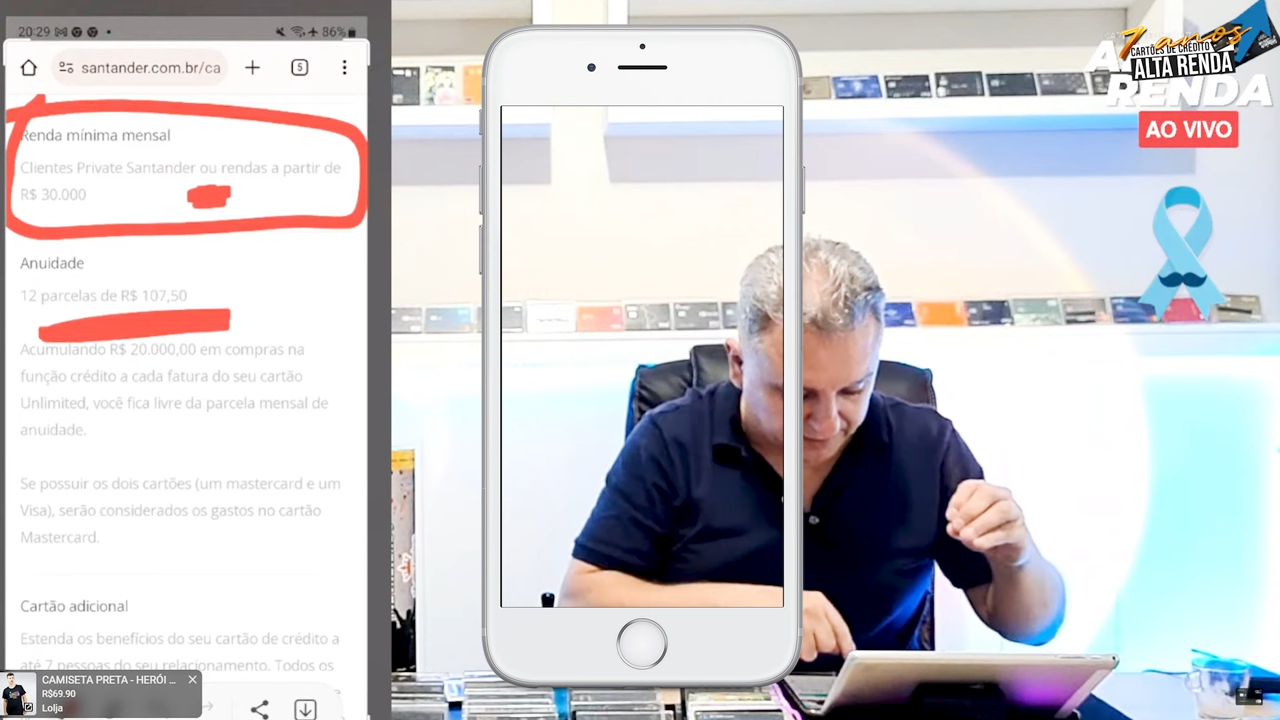 20:29
86%
santander.com.br/ca
5
Renda mínima mensal
Clientes Private Santander ou rendas a partir de
R$ 30.000
Anuidade
12 parcelas de R$ 107,50
Acumulando R$ 20.000,00 em compras na
função crédito a cada fatura do seu cartão
Unlimited, você fica livre da parcela mensal de
anuidade.
Se possuir os dois cartões (um mastercard e um
Visa), serão considerados os gastos no cartão
Mastercard.
Cartão adicional
Estenda os benefícios do seu cartão de crédito a
até 7 pessoas do seu relacionamento. Todos os
CAMISETA PRETA - HERÓI ...
R$69.90
Lolja
7 anos
CARTÕES DE CRÉDITO
ALTA RENDA
RENDA
AO VIVO